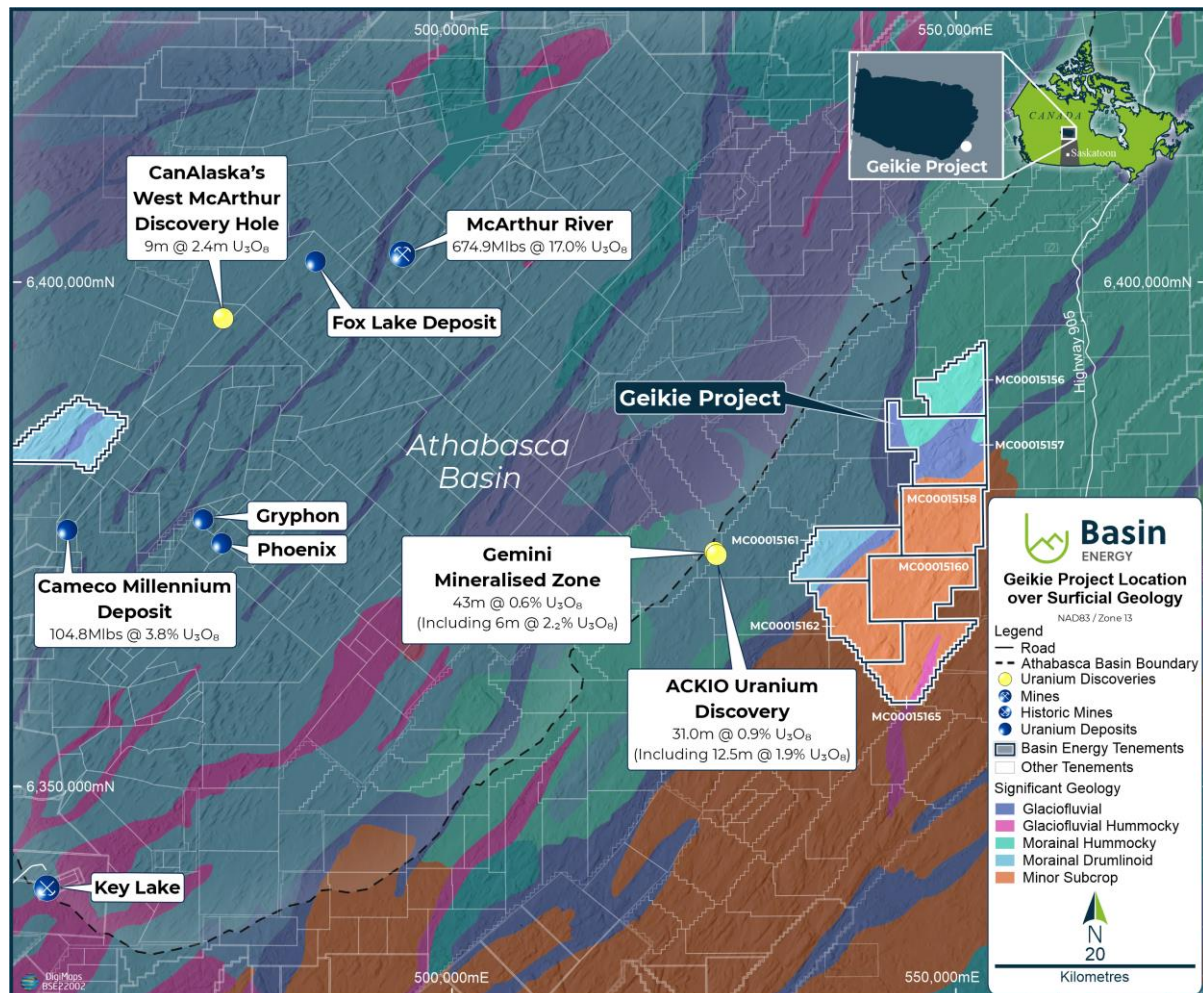 500,000mE
550,000mE
CANADA
Saskatoon
Geikie Project
CanAlaska's
West McArthur
Discovery Hole
9m @ 2.4m U₃O₈
McArthur River
674.9Mlbs @ 17.0% U₃O₈
6,400,000mN
6,400,000mN
Fox Lake Deposit
Highway 905
MC00015156
Geikie Project
MC00015157
Athabasca
Basin
MC00015158
Gryphon
Phoenix
MC00015161
Gemini
Mineralised Zone
43m @ 0.6% U₃O₈
(Including 6m @ 2.₂% U₃O₈)
MC00015160
Cameco Millennium
Deposit
104.8Mlbs @ 3.8% U₃O₈
MC00015162
ACKIO Uranium
Discovery
31.0m @ 0.9% U₃O₈
(Including 12.5m @ 1.9% U₃O₈)
MC00015165
6,350,000mN
Key Lake
Basin
ENERGY
Geikie Project Location
over Surficial Geology
NAD83 / Zone 13
Legend
Road
Athabasca Basin Boundary
Uranium Discoveries
Mines
Historic Mines
Uranium Deposits
Basin Energy Tenements
Other Tenements
Significant Geology
Glaciofluvial
Glaciofluvial Hummocky
Morainal Hummocky
Morainal Drumlinoid
Minor Subcrop
N
20
Kilometres
DigiMaps
BSE22002
500,000mE
550,000mE